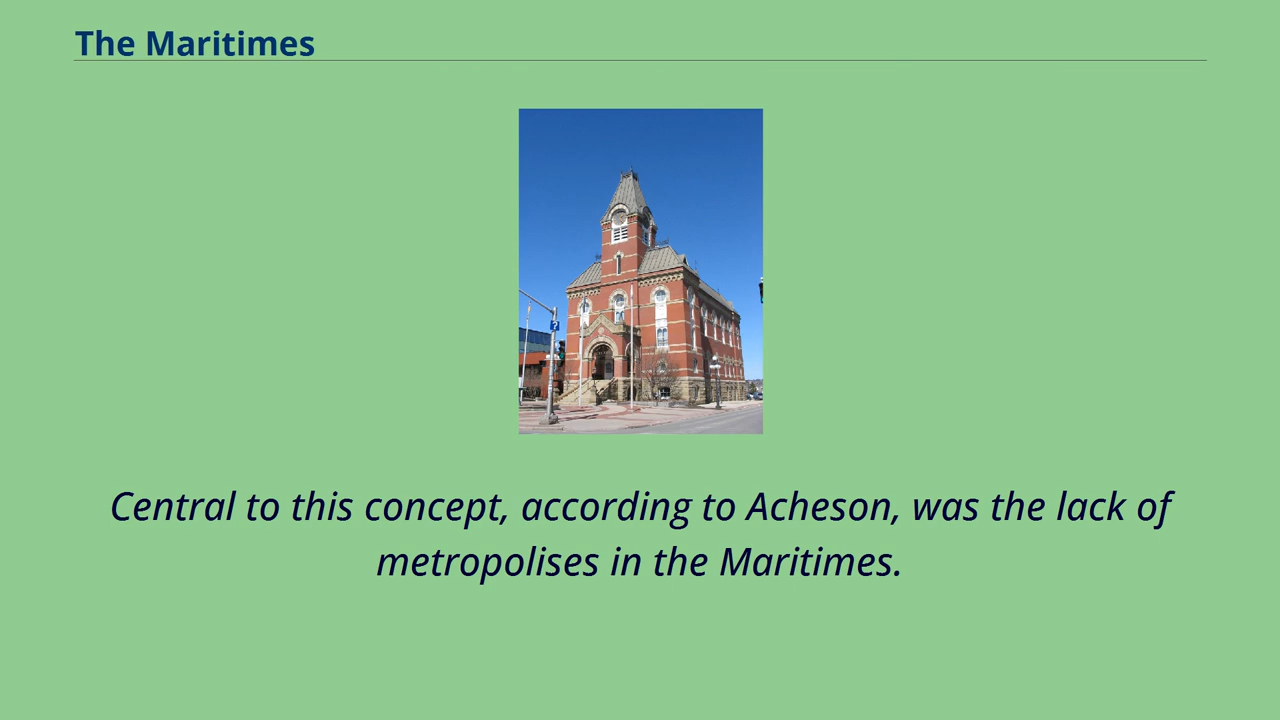 The Maritimes
?
Central to this concept, according to Acheson, was the lack of
metropolises in the Maritimes.